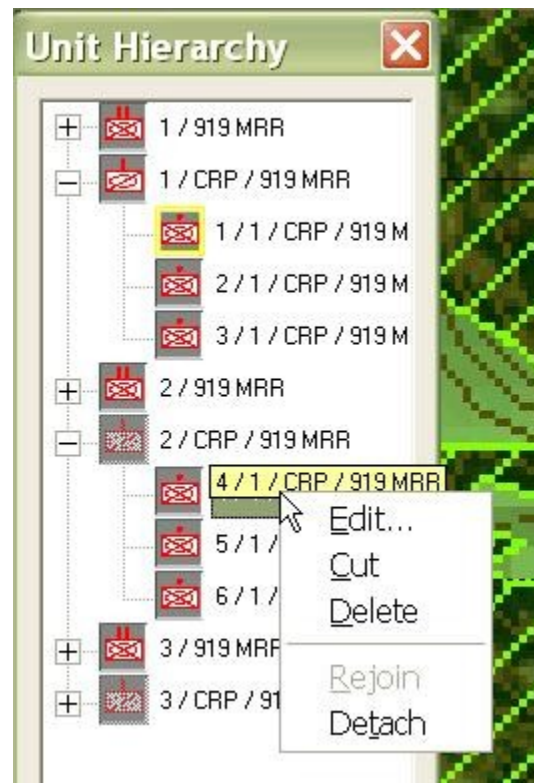 Unit Hierarchy
1 / 919 MRR
1 / CRP / 919 MRR
1 / 1 / CRP / 919 M
2 / 1 / CRP / 919 M
3 / 1 / CRP / 919 M
2 / 919 MRR
2 / CRP / 919 MRR
4 / 1 / CRP / 919 MRR
Edit...
5 / 1 /
Cut
6 / 1 /
Delete
3 / 919 MRR
Rejoin
3 / CRP / 91
Detach